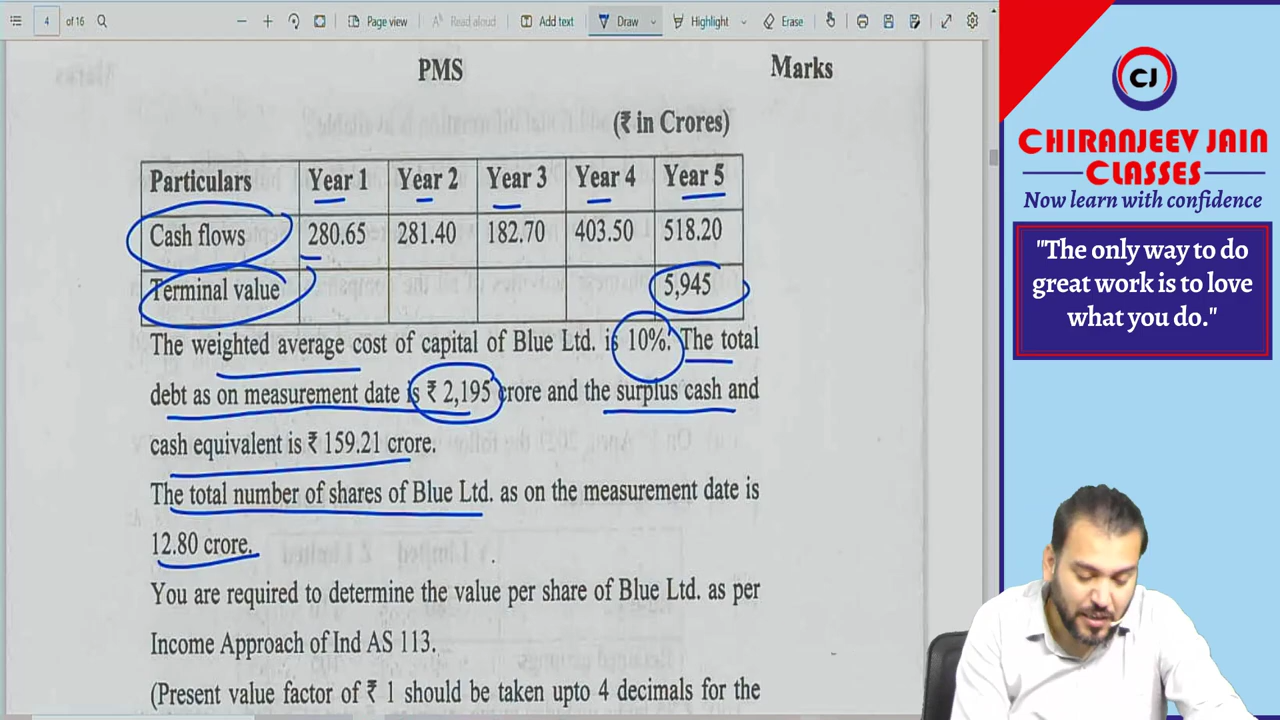 4 of 16 Page view Read aloud Add text Draw Highlight Erase
PMS Marks
(₹ in Crores)
Particulars Year 1 Year 2 Year 3 Year 4 Year 5
Cash flows 280.65 281.40 182.70 403.50 518.20
Terminal value 5,945
The weighted average cost of capital of Blue Ltd. is 10%. The total
debt as on measurement date is ₹ 2,195 crore and the surplus cash and
cash equivalent is ₹ 159.21 crore.
The total number of shares of Blue Ltd. as on the measurement date is
12.80 crore.
You are required to determine the value per share of Blue Ltd. as per
Income Approach of Ind AS 113.
(Present value factor of ₹ 1 should be taken upto 4 decimals for the
CJ
CHIRANJEEV JAIN
CLASSES
Now learn with confidence
"The only way to do
great work is to love
what you do."